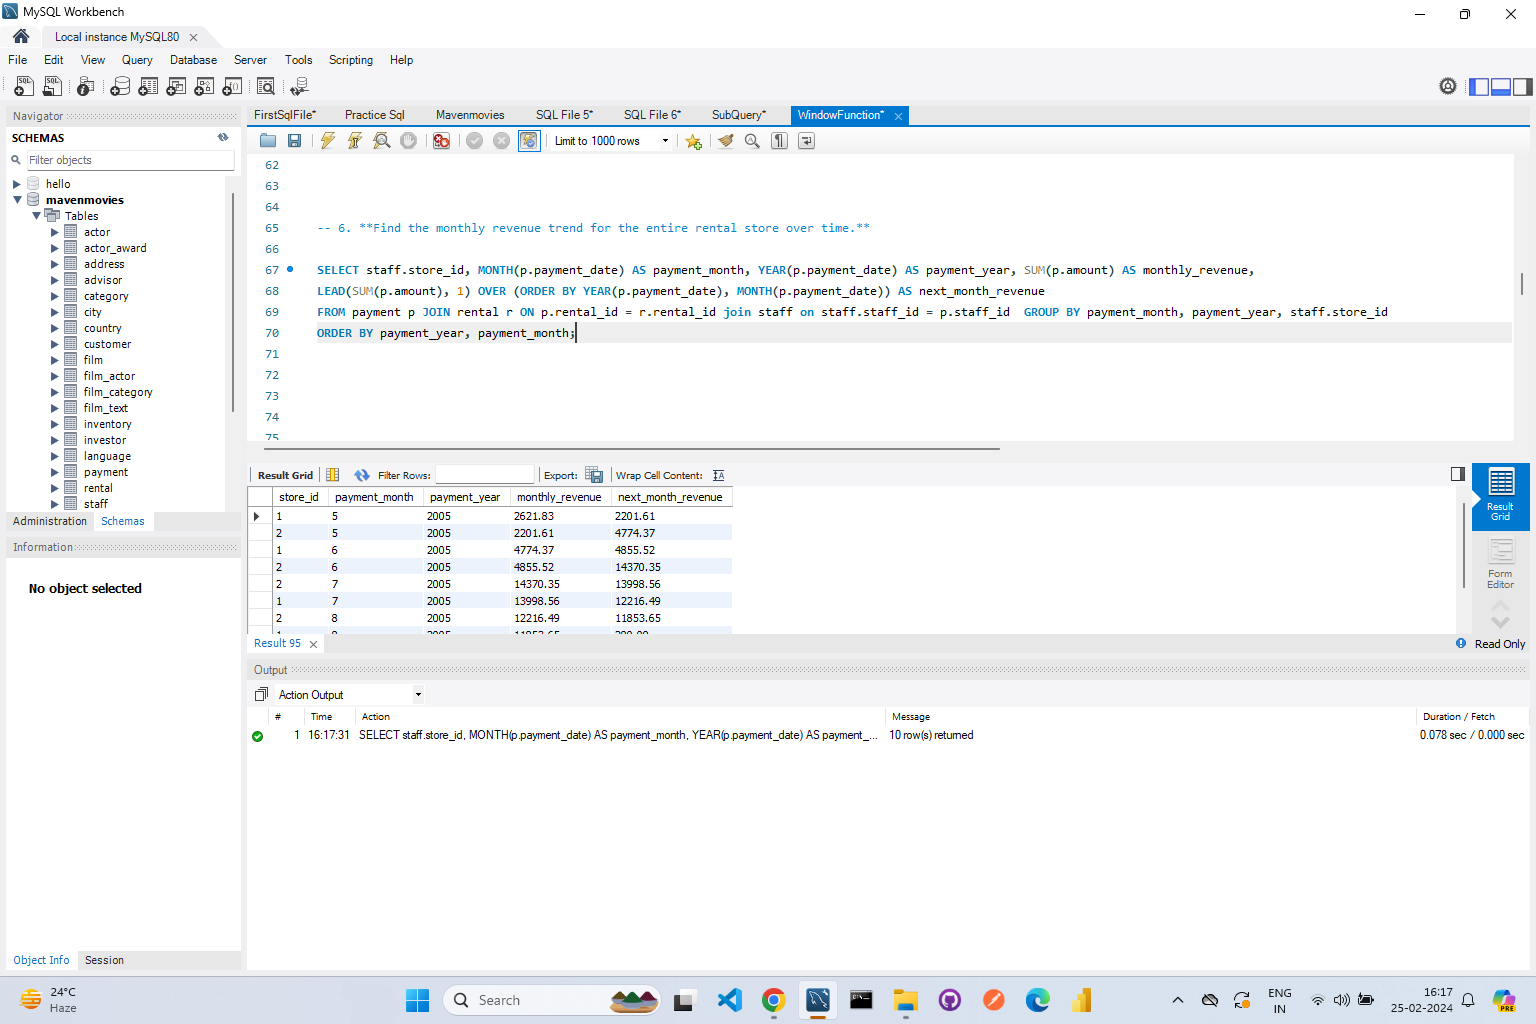 MySQL Workbench
Local instance MySQL80
File Edit View Query Database Server Tools Scripting Help
Navigator
SCHEMAS
Filter objects
hello
mavenmovies
Tables
actor
actor_award
address
advisor
category
city
country
customer
film
film_actor
film_category
film_text
inventory
investor
language
payment
rental
staff
Administration Schemas
Information
No object selected
Object Info Session
FirstSqlFile* Practice Sql Mavenmovies SQL File 5* SQL File 6* SubQuery* WindowFunction*
Limit to 1000 rows
62
63
64
65 -- 6. **Find the monthly revenue trend for the entire rental store over time.**
66
67 SELECT staff.store_id, MONTH(p.payment_date) AS payment_month, YEAR(p.payment_date) AS payment_year, SUM(p.amount) AS monthly_revenue,
68 LEAD(SUM(p.amount), 1) OVER (ORDER BY YEAR(p.payment_date), MONTH(p.payment_date)) AS next_month_revenue
69 FROM payment p JOIN rental r ON p.rental_id = r.rental_id join staff on staff.staff_id = p.staff_id  GROUP BY payment_month, payment_year, staff.store_id
70 ORDER BY payment_year, payment_month;
71
72
73
74
75
Result Grid Filter Rows: Export: Wrap Cell Content:
store_id payment_month payment_year monthly_revenue next_month_revenue
1 5 2005 2621.83 2201.61
2 5 2005 2201.61 4774.37
1 6 2005 4774.37 4855.52
2 6 2005 4855.52 14370.35
2 7 2005 14370.35 13998.56
1 7 2005 13998.56 12216.49
2 8 2005 12216.49 11853.65
Result Grid
Form Editor
Result 95
Read Only
Output
Action Output
# Time Action Message Duration / Fetch
1 16:17:31 SELECT staff.store_id, MONTH(p.payment_date) AS payment_month, YEAR(p.payment_date) AS payment_... 10 row(s) returned 0.078 sec / 0.000 sec
24°C
Haze
Search
ENG
IN
16:17
25-02-2024
PRE